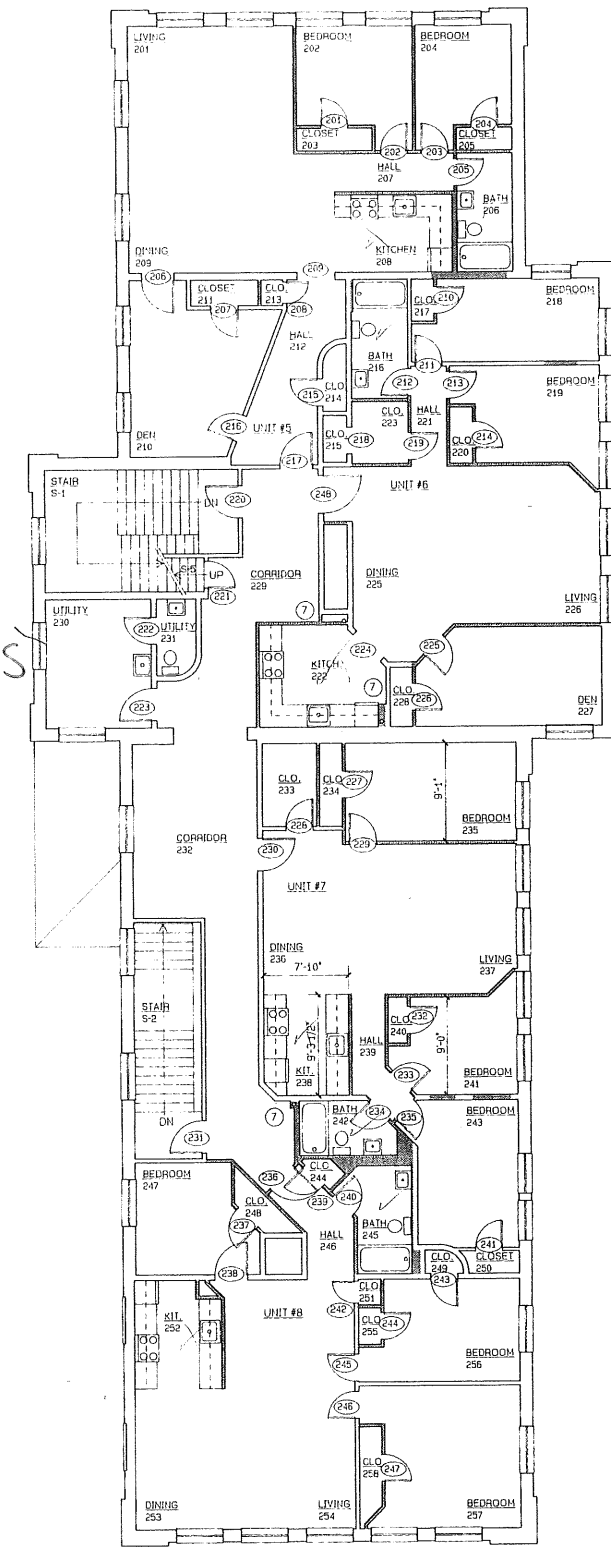 LIVING
201
BEDROOM
202
BEDROOM
204
201
204
CLOSET
203
CLOSET
205
202
203
205
HALL
207
BATH
206
KITCHEN
208
DINING
209
206
209
CLOSET
211
CLO.
213
207
208
CLO.
217
210
BEDROOM
218
HALL
212
BATH
216
211
212
213
BEDROOM
219
215
CLO.
214
CLO.
223
HALL
221
216
CLO.
215
218
219
CLO.
220
214
DEN
210
UNIT #5
217
UNIT #6
STAIR
S-1
DN
220
248
S-5
UP
CORRIDOR
229
DINING
225
LIVING
226
221
UTILITY
230
UTILITY
231
7
222
S
224
225
KITCH.
222
7
CLO.
228
226
DEN
227
223
CLO.
233
CLO.
234
227
9'-1"
BEDROOM
235
226
CORRIDOR
232
230
229
UNIT #7
DINING
236
LIVING
237
7'-10"
STAIR
S-2
9'-3 1/2"
KIT.
238
HALL
239
CLO.
240
232
9'-0"
233
BEDROOM
241
DN
7
BATH
242
234
235
BEDROOM
243
231
BEDROOM
247
236
CLO.
244
239
240
CLO.
248
237
HALL
246
BATH
245
241
238
CLO.
249
CLOSET
250
243
UNIT #8
KIT.
252
CLO.
251
242
CLO.
255
244
BEDROOM
256
245
246
CLO.
258
247
DINING
253
LIVING
254
BEDROOM
257